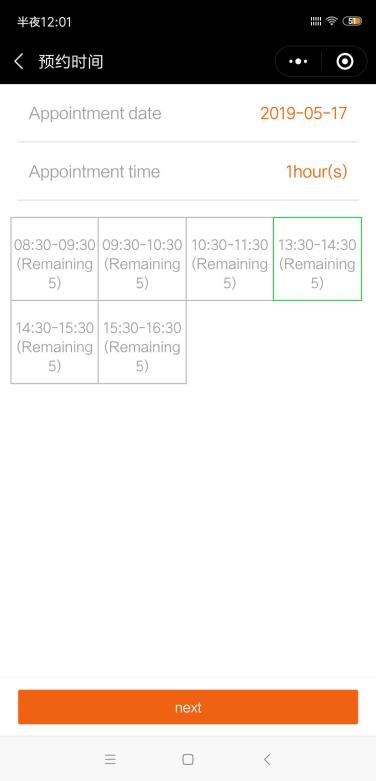 半夜12:01
51
预约时间
Appointment date 2019-05-17
Appointment time 1hour(s)
08:30-09:30 09:30-10:30 10:30-11:30 13:30-14:30
(Remaining (Remaining (Remaining (Remaining
5) 5) 5) 5)
14:30-15:30 15:30-16:30
(Remaining (Remaining
5) 5)
next